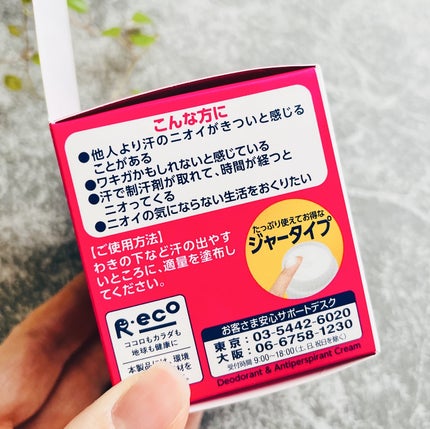 こんな方に
●他人より汗のニオイがきついと感じる
ことがある
●ワキガかもしれないと感じている
●汗で制汗剤が取れて、時間が経つと
ニオってくる
●ニオイの気にならない生活をおくりたい
【ご使用方法】
わきの下など汗の出やす
いところに、適量を塗布し
てください。
たっぷり使えてお得な
ジャータイプ
R・eco
ココロもカラダも
地球も健康に
本製品には、環境
お客さま安心サポートデスク
東京：03-5442-6020
大阪：06-6758-1230
受付時間 9:00~18:00(土、日、祝日を除く)
Deodorant & Antiperspirant Cream